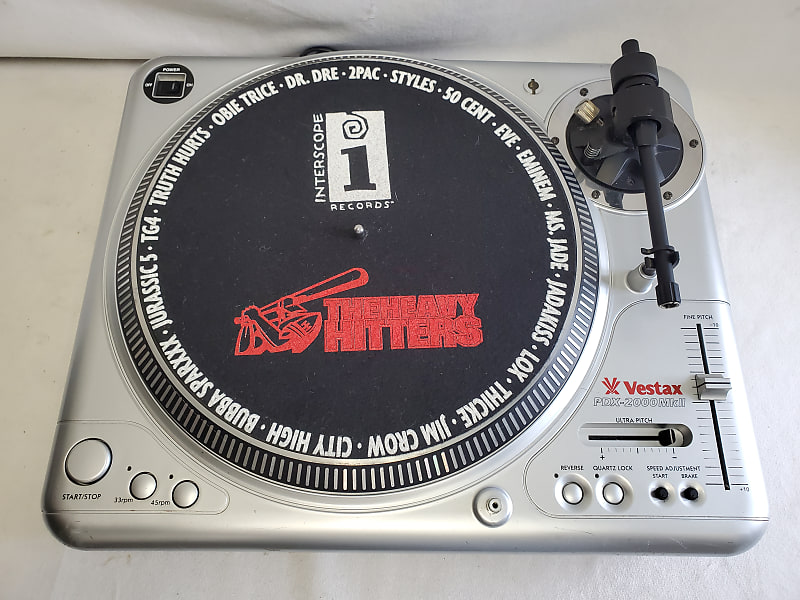 POWER
OFF
ON
OBIE TRICE · DR. DRE · 2PAC · STYLES · 50 CENT · EVE · EMINEM · MS. JADE · JADAKISS · LOX · THICKE · JIM CROW · CITY HIGH · BUBBA SPARXXX · JURASSIC 5 · TG4 · TRUTH HURTS ·
INTERSCOPE
i
RECORDS
THE HEAVY
HITTERS
FINE PITCH
-10
Vestax
PDX-2000MKII
ULTRA PITCH
+ -
REVERSE
QUARTZ LOCK
SPEED ADJUSTMENT
START BRAKE
+10
START/STOP
33rpm
45rpm